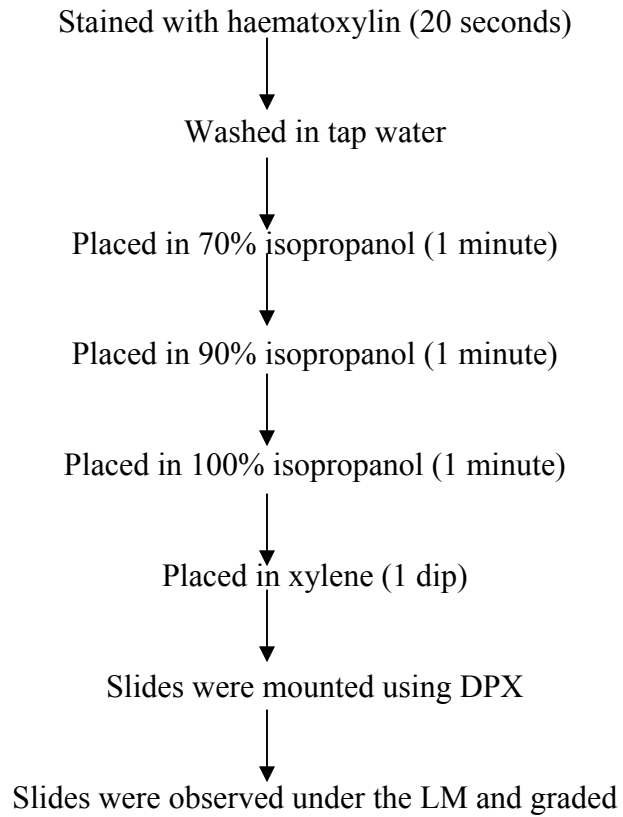 Stained with haematoxylin (20 seconds)
Washed in tap water
Placed in 70% isopropanol (1 minute)
Placed in 90% isopropanol (1 minute)
Placed in 100% isopropanol (1 minute)
Placed in xylene (1 dip)
Slides were mounted using DPX
Slides were observed under the LM and graded